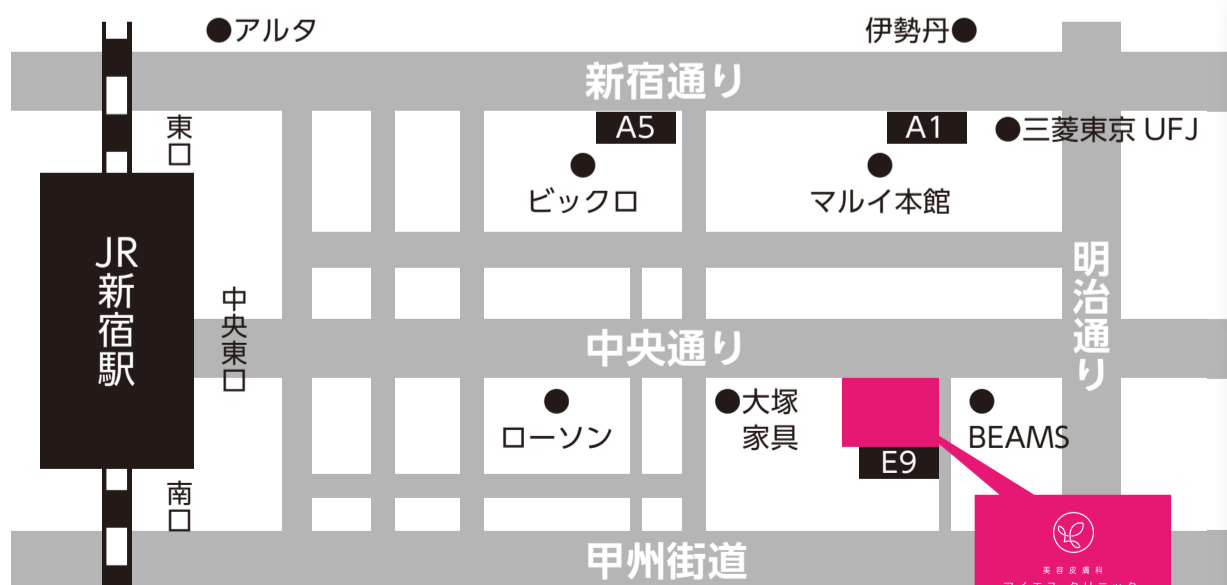 アルタ
伊勢丹
新宿通り
東口
A5
A1
三菱東京 UFJ
ビックロ
マルイ本館
JR新宿駅
明治通り
中央東口
中央通り
ローソン
大塚
家具
BEAMS
E9
南口
甲州街道
美容皮膚科